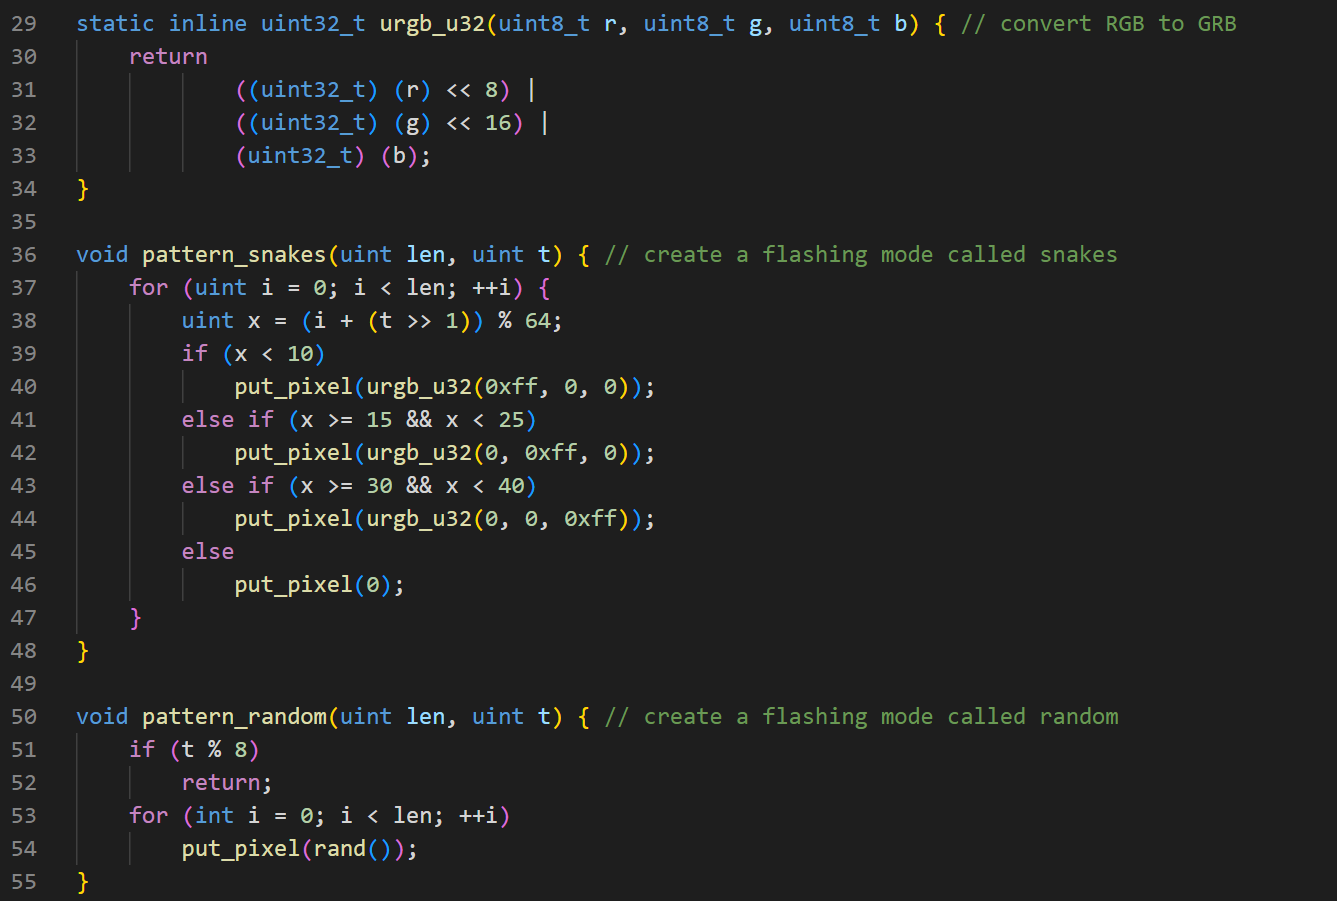 29 static inline uint32_t urgb_u32(uint8_t r, uint8_t g, uint8_t b) { // convert RGB to GRB
30     return
31             ((uint32_t) (r) << 8) |
32             ((uint32_t) (g) << 16) |
33             (uint32_t) (b);
34 }
35
36 void pattern_snakes(uint len, uint t) { // create a flashing mode called snakes
37     for (uint i = 0; i < len; ++i) {
38         uint x = (i + (t >> 1)) % 64;
39         if (x < 10)
40             put_pixel(urgb_u32(0xff, 0, 0));
41         else if (x >= 15 && x < 25)
42             put_pixel(urgb_u32(0, 0xff, 0));
43         else if (x >= 30 && x < 40)
44             put_pixel(urgb_u32(0, 0, 0xff));
45         else
46             put_pixel(0);
47     }
48 }
49
50 void pattern_random(uint len, uint t) { // create a flashing mode called random
51     if (t % 8)
52         return;
53     for (int i = 0; i < len; ++i)
54         put_pixel(rand());
55 }